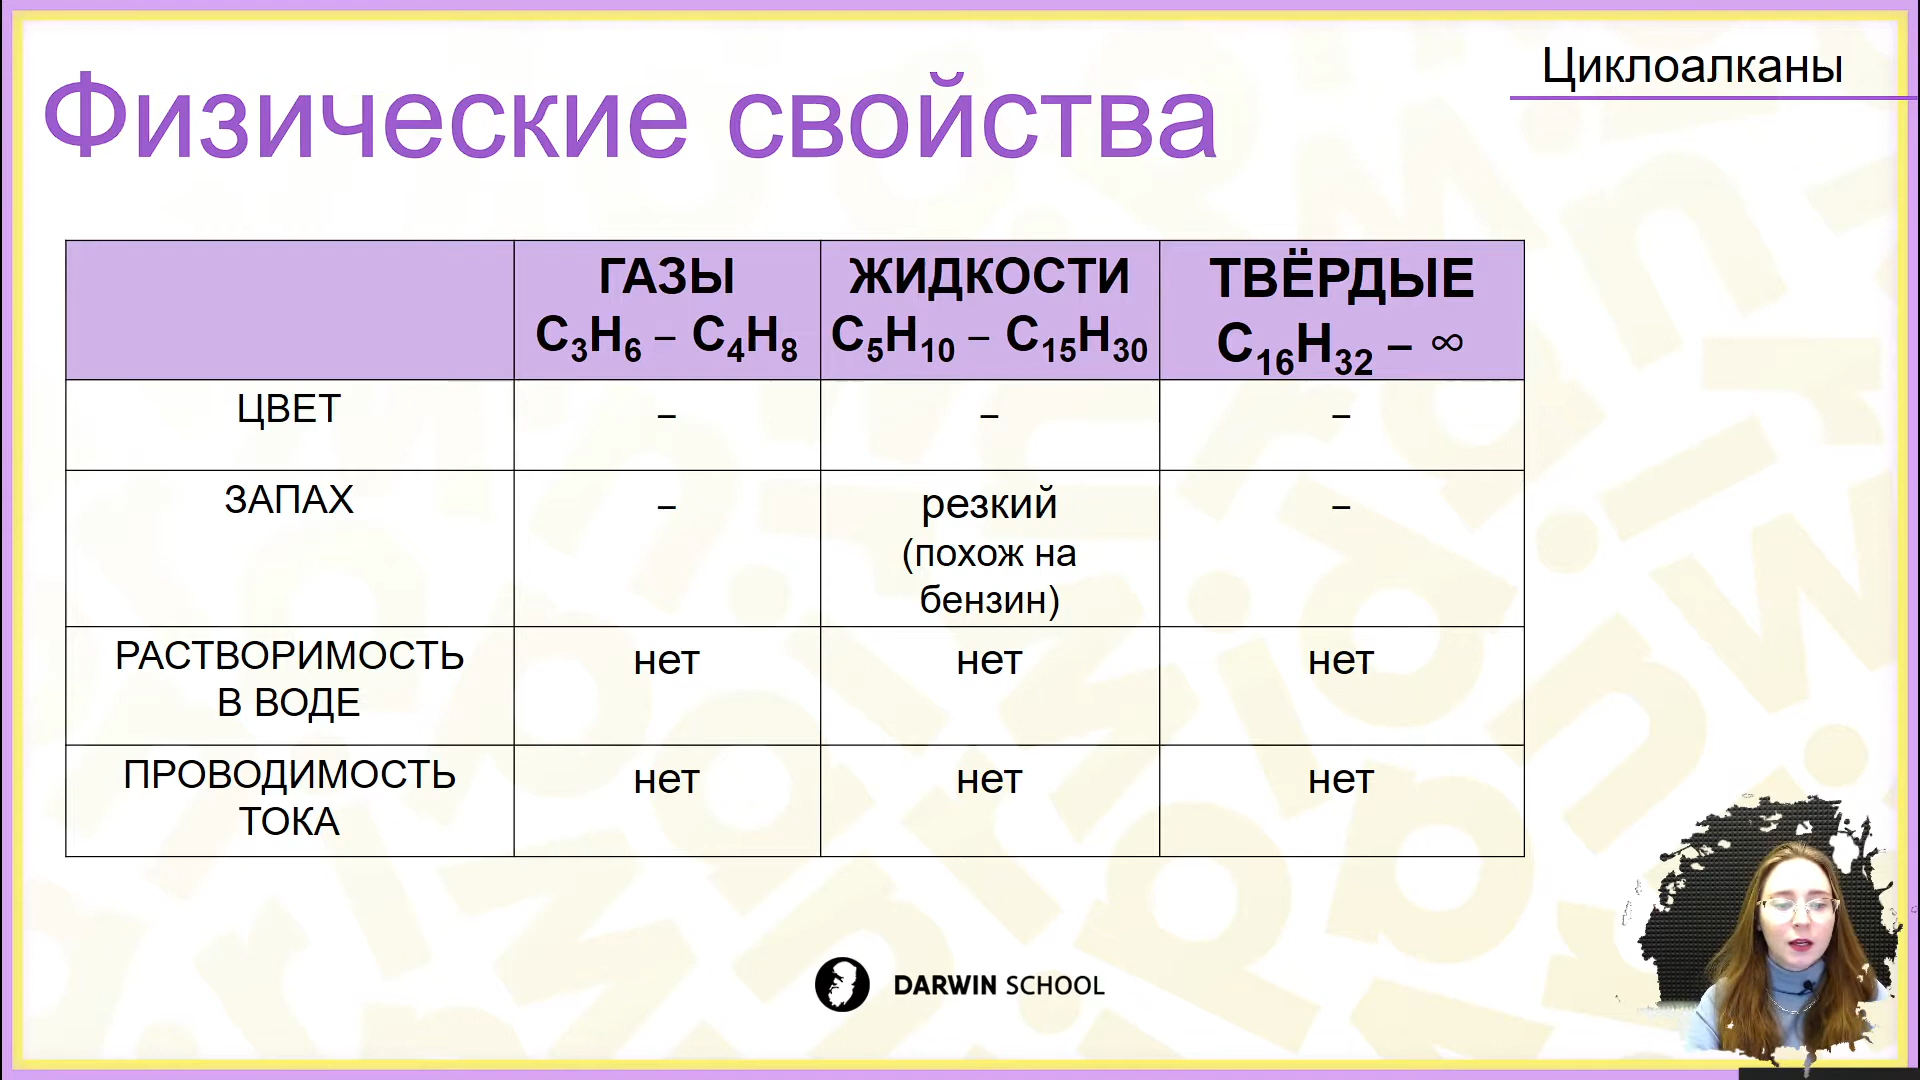 Циклоалканы
Физические свойства
ГАЗЫ
C₃H₆ – C₄H₈
ЖИДКОСТИ
C₅H₁₀ – C₁₅H₃₀
ТВЁРДЫЕ
C₁₆H₃₂ – ∞
ЦВЕТ
–
–
–
ЗАПАХ
–
резкий
(похож на
бензин)
–
РАСТВОРИМОСТЬ
В ВОДЕ
нет
нет
нет
ПРОВОДИМОСТЬ
ТОКА
нет
нет
нет
DARWIN SCHOOL